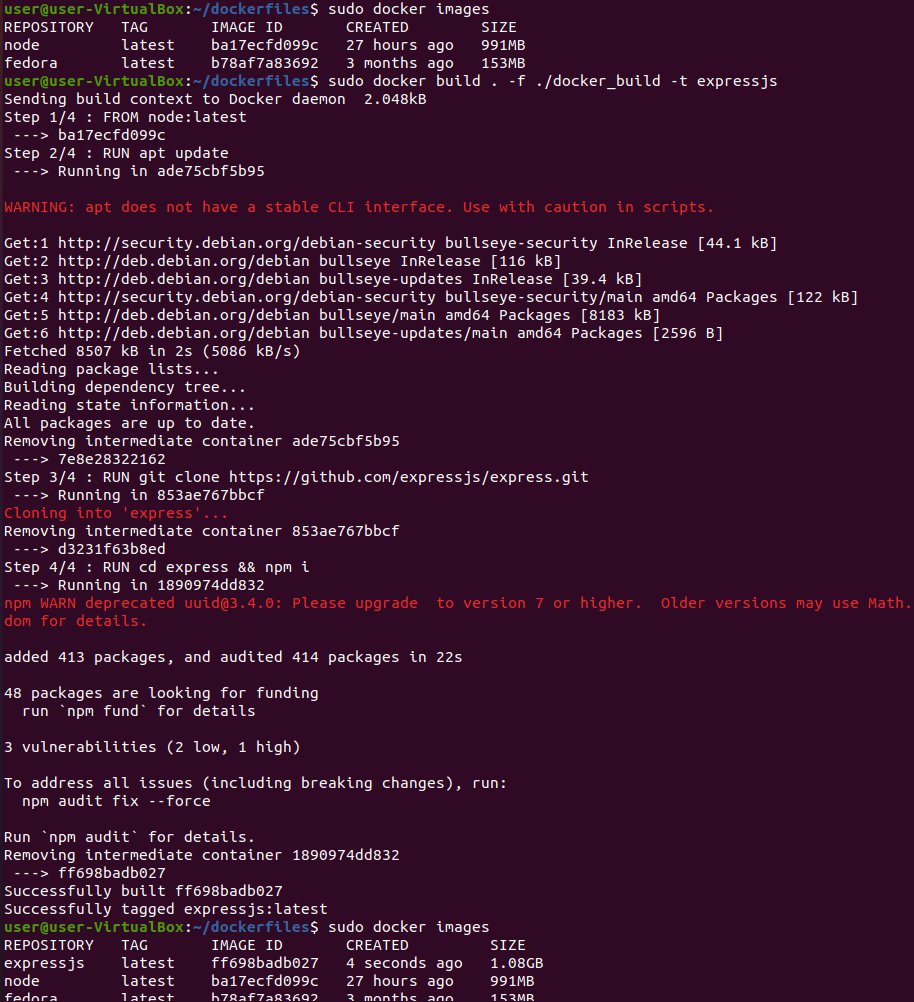 user@user-VirtualBox:~/dockerfiles$ sudo docker images
REPOSITORY   TAG       IMAGE ID       CREATED        SIZE
node         latest    ba17ecfd099c   27 hours ago   991MB
fedora       latest    b78af7a83692   3 months ago   153MB
user@user-VirtualBox:~/dockerfiles$ sudo docker build . -f ./docker_build -t expressjs
Sending build context to Docker daemon  2.048kB
Step 1/4 : FROM node:latest
 ---> ba17ecfd099c
Step 2/4 : RUN apt update
 ---> Running in ade75cbf5b95

WARNING: apt does not have a stable CLI interface. Use with caution in scripts.

Get:1 http://security.debian.org/debian-security bullseye-security InRelease [44.1 kB]
Get:2 http://deb.debian.org/debian bullseye InRelease [116 kB]
Get:3 http://deb.debian.org/debian bullseye-updates InRelease [39.4 kB]
Get:4 http://security.debian.org/debian-security bullseye-security/main amd64 Packages [122 kB]
Get:5 http://deb.debian.org/debian bullseye/main amd64 Packages [8183 kB]
Get:6 http://deb.debian.org/debian bullseye-updates/main amd64 Packages [2596 B]
Fetched 8507 kB in 2s (5086 kB/s)
Reading package lists...
Building dependency tree...
Reading state information...
All packages are up to date.
Removing intermediate container ade75cbf5b95
 ---> 7e8e28322162
Step 3/4 : RUN git clone https://github.com/expressjs/express.git
 ---> Running in 853ae767bbcf
Cloning into 'express'...
Removing intermediate container 853ae767bbcf
 ---> d3231f63b8ed
Step 4/4 : RUN cd express && npm i
 ---> Running in 1890974dd832
npm WARN deprecated uuid@3.4.0: Please upgrade  to version 7 or higher.  Older versions may use Math.
dom for details.

added 413 packages, and audited 414 packages in 22s

48 packages are looking for funding
  run `npm fund` for details

3 vulnerabilities (2 low, 1 high)

To address all issues (including breaking changes), run:
  npm audit fix --force

Run `npm audit` for details.
Removing intermediate container 1890974dd832
 ---> ff698badb027
Successfully built ff698badb027
Successfully tagged expressjs:latest
user@user-VirtualBox:~/dockerfiles$ sudo docker images
REPOSITORY   TAG       IMAGE ID       CREATED         SIZE
expressjs    latest    ff698badb027   4 seconds ago   1.08GB
node         latest    ba17ecfd099c   27 hours ago    991MB
fedora       latest    b78af7a83692   3 months ago    153MB